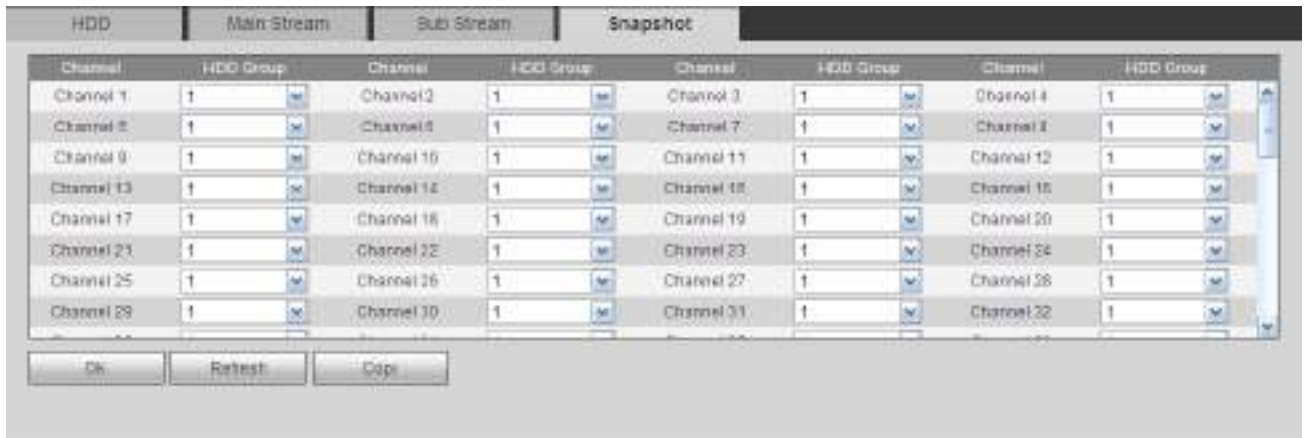 HDD Main Stream Sub Stream Snapshot
Channel HDD Group Channel HDD Group Channel HDD Group Channel HDD Group
Channel 1 1 Channel 2 1 Channel 3 1 Channel 4 1
Channel 5 1 Channel 6 1 Channel 7 1 Channel 8 1
Channel 9 1 Channel 10 1 Channel 11 1 Channel 12 1
Channel 13 1 Channel 14 1 Channel 15 1 Channel 16 1
Channel 17 1 Channel 18 1 Channel 19 1 Channel 20 1
Channel 21 1 Channel 22 1 Channel 23 1 Channel 24 1
Channel 25 1 Channel 26 1 Channel 27 1 Channel 28 1
Channel 29 1 Channel 30 1 Channel 31 1 Channel 32 1
OK Refresh Copy